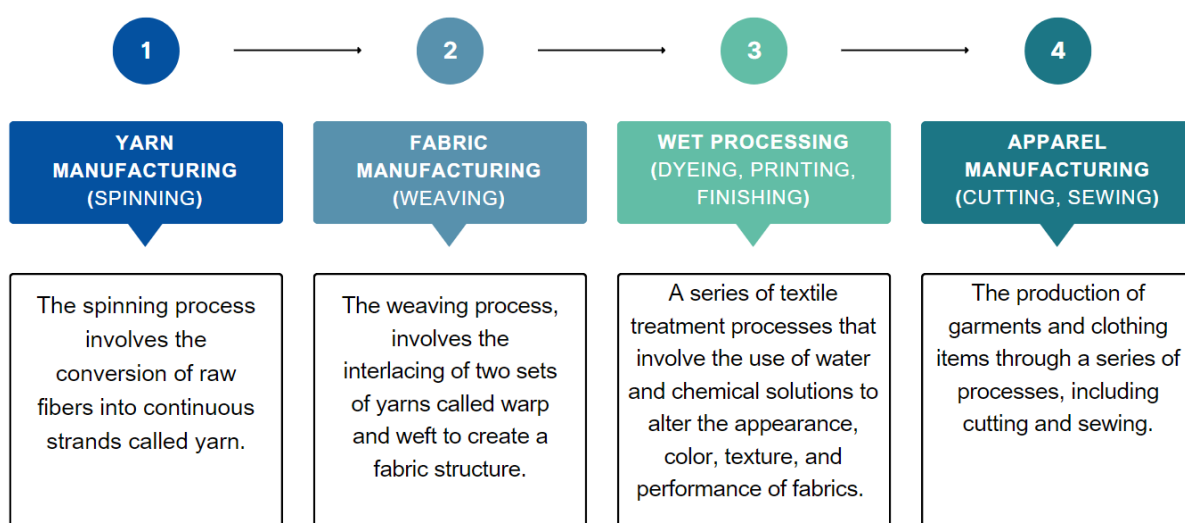 1
2
3
4
YARN
MANUFACTURING
(SPINNING)
FABRIC
MANUFACTURING
(WEAVING)
WET PROCESSING
(DYEING, PRINTING,
FINISHING)
APPAREL
MANUFACTURING
(CUTTING, SEWING)
The spinning process
involves the
conversion of raw
fibers into continuous
strands called yarn.
The weaving process,
involves the
interlacing of two sets
of yarns called warp
and weft to create a
fabric structure.
A series of textile
treatment processes that
involve the use of water
and chemical solutions to
alter the appearance,
color, texture, and
performance of fabrics.
The production of
garments and clothing
items through a series of
processes, including
cutting and sewing.